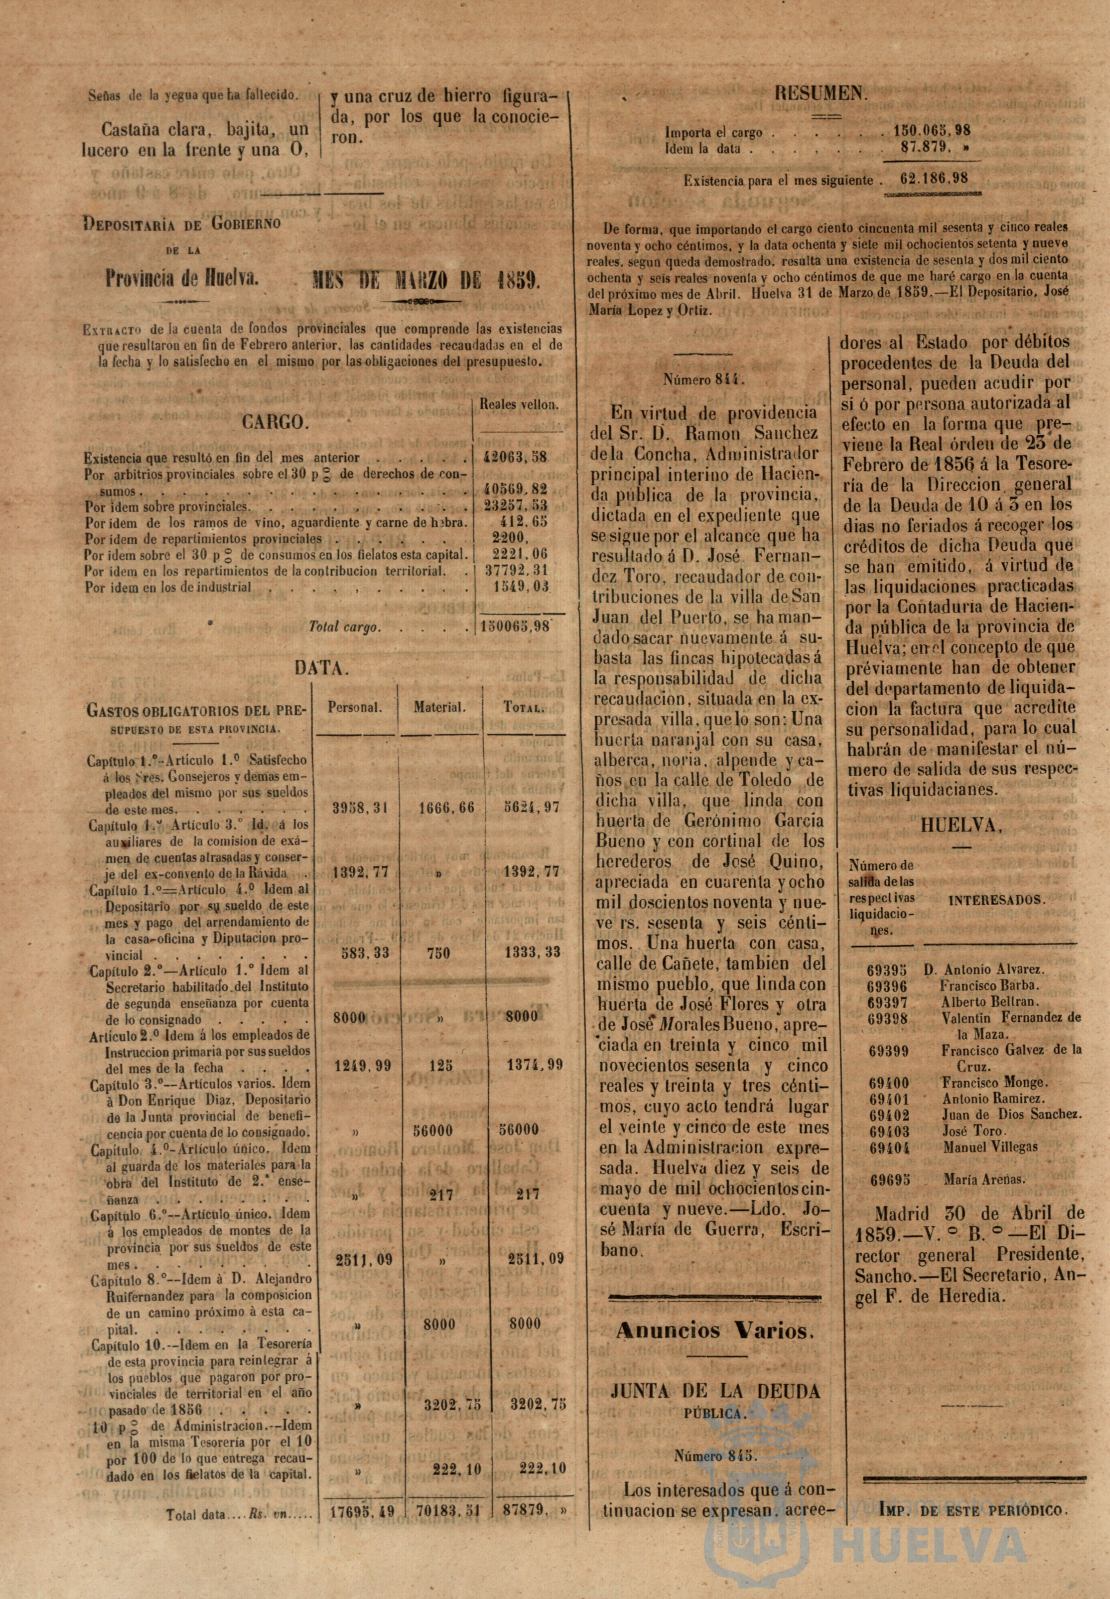 Señas de la yegua que ha fallecido.
Castaña clara, bajita, un
lucero en la frente y una O,
y una cruz de hierro figura-
da, por los que la conocie-
ron.
DEPOSITARÍA DE GOBIERNO
DE LA
Provincia de Huelva. MES DE MARZO DE 1859.
EXTRACTO de la cuenta de fondos provinciales que comprende las existencias
que resultaron en fin de Febrero anterior, las cantidades recaudadas en el de
la fecha y lo satisfecho en el mismo por las obligaciones del presupuesto.
CARGO. Reales vellon.
Existencia que resultó en fin del mes anterior . . . . . 42063,58
Por arbitrios provinciales sobre el 30 p% de derechos de con-
sumos. . . . . . . . . . . . . . . 40569,82
Por idem sobre provinciales. . . . . . . . . . 23257,53
Por idem de los ramos de vino, aguardiente y carne de hebra. 412,65
Por idem de repartimientos provinciales . . . . . . 2200,
Por idem sobre el 30 p% de consumos en los fielatos esta capital. 2221,06
Por idem en los repartimientos de la contribucion territorial. . 37792,31
Por idem en los de industrial . . . . . . . . . 1549,03
Total cargo. . . . . 150065,98
DATA.
GASTOS OBLIGATORIOS DEL PRE- Personal. Material. TOTAL.
SUPUESTO DE ESTA PROVINCIA.
Capítulo 1.º-Artículo 1.º Satisfecho
á los Sres. Consejeros y demas em-
pleados del mismo por sus sueldos
de este mes. . . . . . . 3958,31 1666,66 5624,97
Capítulo 1.º Artículo 3.º Id. á los
auxiliares de la comision de exá-
men de cuentas atrasadas y conser-
je del ex-convento de la Rávida . 1392,77 » 1392,77
Capítulo 1.º=Artículo 4.º Idem al
Depositario por su sueldo de este
mes y pago del arrendamiento de
la casa-oficina y Diputacion pro-
vincial . . . . . . . . 583,33 750 1333,33
Capítulo 2.º—Artículo 1.º Idem al
Secretario habilitado del Instituto
de segunda enseñanza por cuenta
de lo consignado . . . . . 8000 » 8000
Artículo 2.º Idem á los empleados de
Instruccion primaria por sus sueldos
del mes de la fecha . . . . 1249,99 125 1374,99
Capítulo 3.º--Artículos varios. Idem
à Don Enrique Diaz, Depositario
de la Junta provincial de benefi-
cencia por cuenta de lo consignado. » 56000 56000
Capítulo 4.º-Artículo único. Idem
al guarda de los materiales para la
obra del Instituto de 2.ª ense-
ñanza . . . . . . . . » 217 217
Capítulo 6.º--Artículo único. Idem
à los empleados de montes de la
provincia por sus sueldos de este
mes . . . . . . . . . 2511,09 » 2511,09
Capítulo 8.º--Idem à D. Alejandro
Ruifernandez para la composicion
de un camino próximo à esta ca-
pital. . . . . . . . . » 8000 8000
Capítulo 10.--Idem en la Tesorería
de esta provincia para reintegrar á
los pueblos que pagaron por pro-
vinciales de territorial en el año
pasado de 1856 . . . . . » 3202,75 3202,75
10 p% de Administracion.--Idem
en la misma Tesorería por el 10
por 100 de lo que entrega recau-
dado en los fielatos de la capital. » 222,10 222,10
Total data.... Rs. vn..... 17695,49 70183,51 87879, »
RESUMEN.
Importa el cargo . . . . . . 150.065,98
Idem la data . . . . . . . 87.879, »
Existencia para el mes siguiente . 62.186,98
De forma, que importando el cargo ciento cincuenta mil sesenta y cinco reales
noventa y ocho céntimos, y la data ochenta y siete mil ochocientos setenta y nueve
reales, segun queda demostrado, resulta una existencia de sesenta y dos mil ciento
ochenta y seis reales noventa y ocho céntimos de que me haré cargo en la cuenta
del próximo mes de Abril. Huelva 31 de Marzo de 1859.—El Depositario, José
María Lopez y Ortiz.
Número 844.
En virtud de providencia
del Sr. D. Ramon Sanchez
de la Concha, Administrador
principal interino de Hacien-
da pública de la provincia,
dictada en el expediente que
se sigue por el alcance que ha
resultado á D. José Fernan-
dez Toro, recaudador de con-
tribuciones de la villa de San
Juan del Puerto, se ha man-
dado sacar nuevamente á su-
basta las fincas hipotecadas á
la responsabilidad de dicha
recaudacion, situada en la ex-
presada villa, que lo son: Una
huerta naranjal con su casa,
alberca, noria, alpende y ca-
ños en la calle de Toledo de
dicha villa, que linda con
huerta de Gerónimo García
Bueno y con cortinal de los
herederos de José Quino,
apreciada en cuarenta y ocho
mil doscientos noventa y nue-
ve rs. sesenta y seis cénti-
mos. Una huerta con casa,
calle de Cañete, tambien del
mismo pueblo, que linda con
huerta de José Flores y otra
de José Morales Bueno, apre-
ciada en treinta y cinco mil
novecientos sesenta y cinco
reales y treinta y tres cénti-
mos, cuyo acto tendrá lugar
el veinte y cinco de este mes
en la Administracion expre-
sada. Huelva diez y seis de
mayo de mil ochocientos cin-
cuenta y nueve.—Ldo. Jo-
sé María de Guerra, Escri-
bano.
Anuncios Varios.
JUNTA DE LA DEUDA
PÚBLICA.
Número 845.
Los interesados que á con-
tinuacion se expresan, acree-
dores al Estado por débitos
procedentes de la Deuda del
personal, pueden acudir por
si ó por persona autorizada al
efecto en la forma que pre-
viene la Real órden de 23 de
Febrero de 1856 á la Tesore-
ría de la Direccion general
de la Deuda de 10 á 3 en los
dias no feriados á recoger los
créditos de dicha Deuda que
se han emitido, á virtud de
las liquidaciones practicadas
por la Contaduria de Hacien-
da pública de la provincia de
Huelva; en el concepto de que
préviamente han de obtener
del departamento de liquida-
cion la factura que acredite
su personalidad, para lo cual
habrán de manifestar el nú-
mero de salida de sus respec-
tivas liquidacianes.
HUELVA,
Número de
salida de las
respectivas INTERESADOS.
liquidacio-
nes.
69395 D. Antonio Alvarez.
69396 Francisco Barba.
69397 Alberto Beltran.
69398 Valentin Fernandez de
la Maza.
69399 Francisco Galvez de la
Cruz.
69400 Francisco Monge.
69401 Antonio Ramirez.
69402 Juan de Dios Sanchez.
69403 José Toro.
69404 Manuel Villegas
69695 María Arenas.
Madrid 30 de Abril de
1859.—V.º B.º—El Di-
rector general Presidente,
Sancho.—El Secretario, An-
gel F. de Heredia.
IMP. DE ESTE PERIÓDICO.
HUELVA